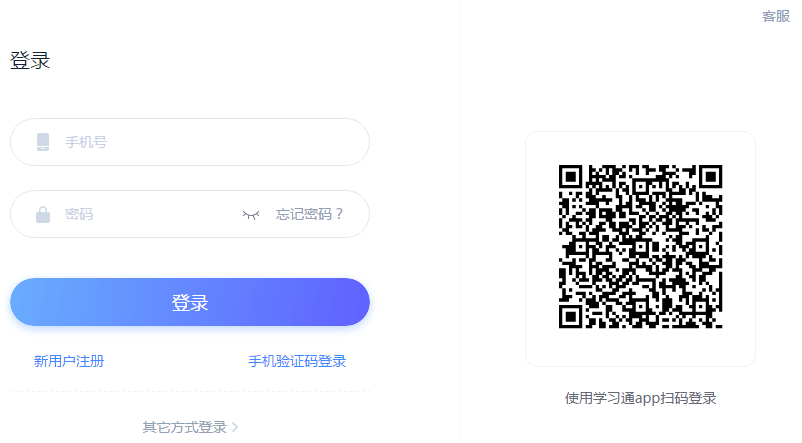 客服
登录
手机号
密码
忘记密码？
登录
新用户注册
手机验证码登录
其它方式登录
使用学习通app扫码登录